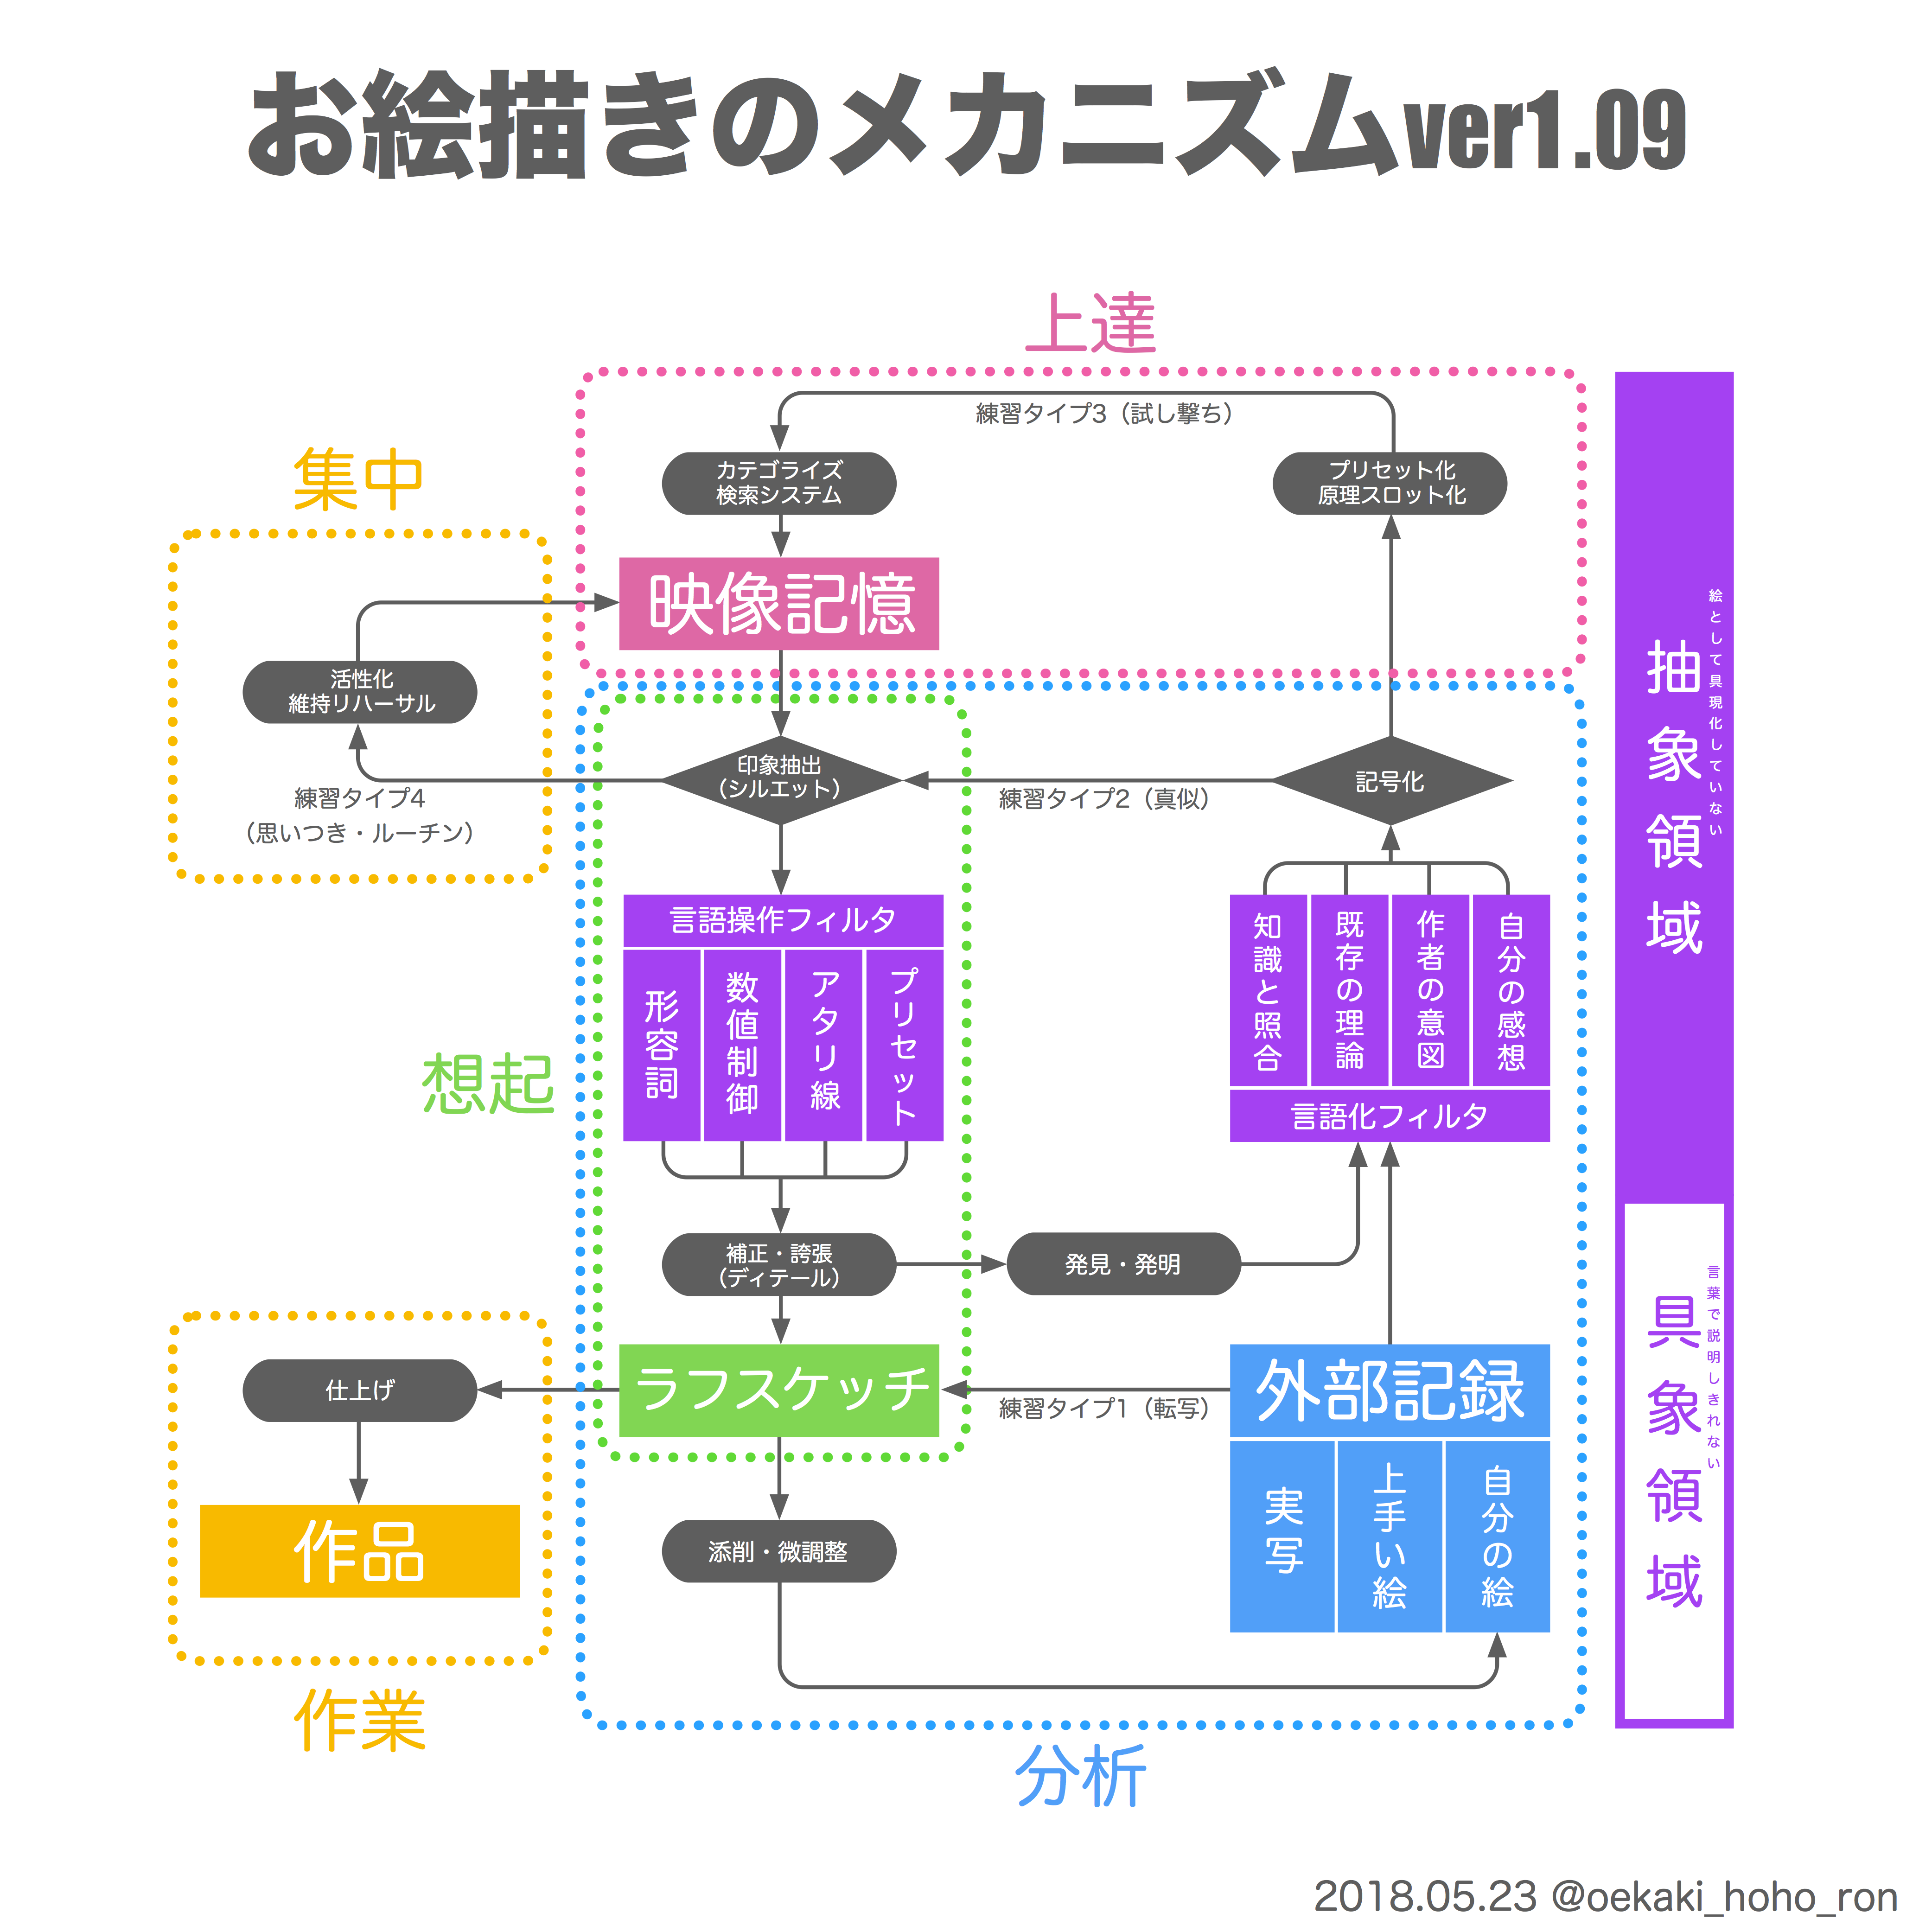 お絵描きのメカニズムver1.09
上達
練習タイプ3（試し撃ち）
カテゴライズ
検索システム
プリセット化
原理スロット化
集中
映像記憶
活性化
維持リハーサル
印象抽出
（シルエット）
記号化
練習タイプ4
（思いつき・ルーチン）
練習タイプ2（真似）
言語操作フィルタ
形容詞
数値制御
アタリ線
プリセット
知識と照合
既存の理論
作者の意図
自分の感想
言語化フィルタ
想起
補正・誇張
（ディテール）
発見・発明
ラフスケッチ
練習タイプ1（転写）
外部記録
実写
上手い絵
自分の絵
仕上げ
作品
添削・微調整
作業
分析
抽象領域
絵として具現化していない
具象領域
言葉で説明しきれない
2018.05.23 @oekaki_hoho_ron